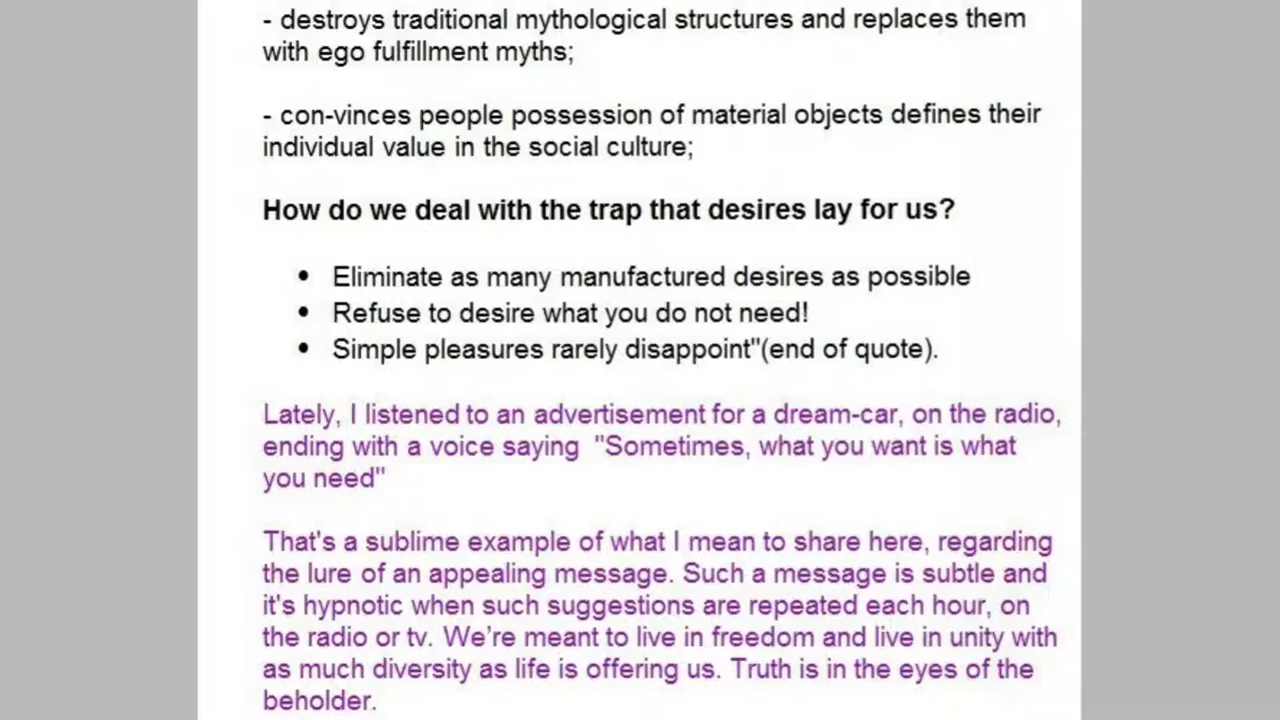 - destroys traditional mythological structures and replaces them
with ego fulfillment myths;
- con-vinces people possession of material objects defines their
individual value in the social culture;
How do we deal with the trap that desires lay for us?
• Eliminate as many manufactured desires as possible
• Refuse to desire what you do not need!
• Simple pleasures rarely disappoint"(end of quote).
Lately, I listened to an advertisement for a dream-car, on the radio,
ending with a voice saying "Sometimes, what you want is what
you need"
That's a sublime example of what I mean to share here, regarding
the lure of an appealing message. Such a message is subtle and
it's hypnotic when such suggestions are repeated each hour, on
the radio or tv. We're meant to live in freedom and live in unity with
as much diversity as life is offering us. Truth is in the eyes of the
beholder.